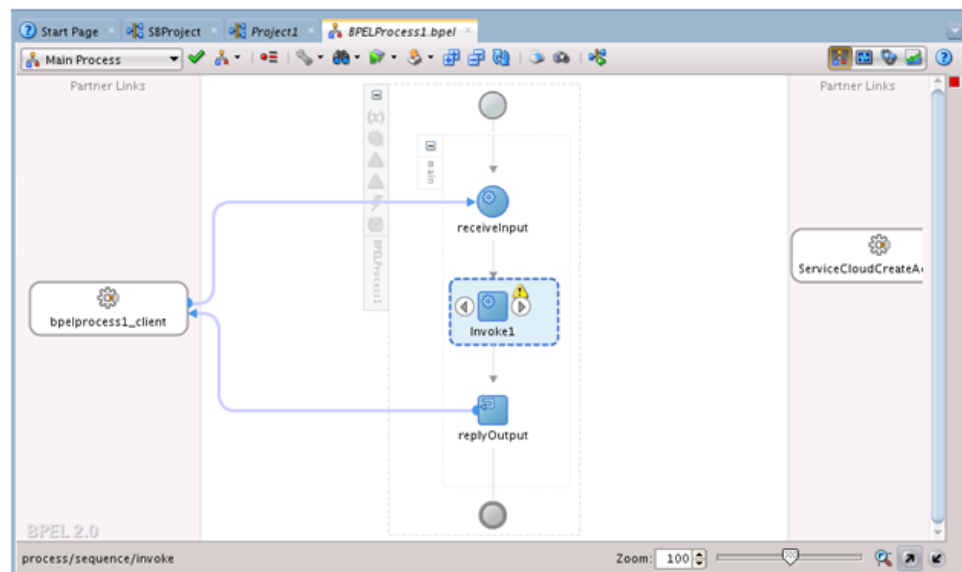 Start Page
SBProject
Project1
BPELProcess1.bpel
Main Process
Partner Links
Partner Links
(x)
main
receiveInput
BPELProcess1
ServiceCloudCreateA
bpelprocess1_client
Invoke1
replyOutput
BPEL 2.0
process/sequence/invoke
Zoom: 100